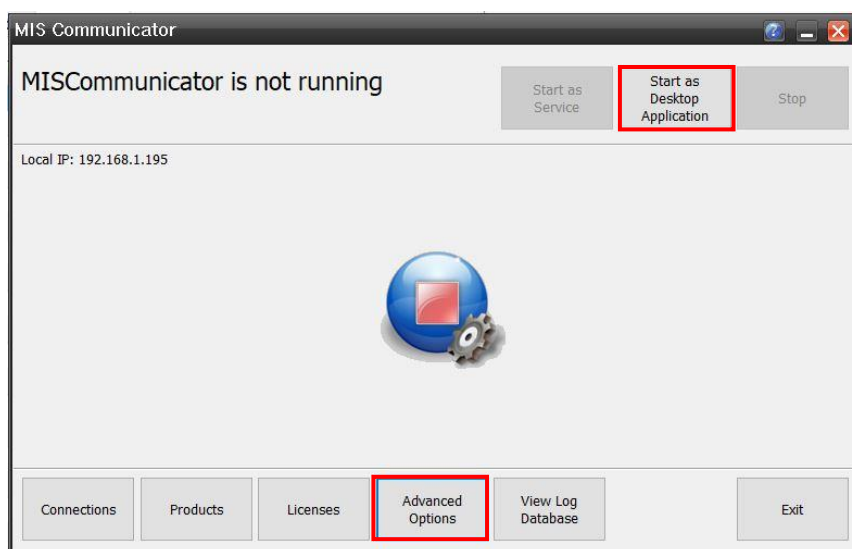 MIS Communicator
MISCommunicator is not running
Start as
Service
Start as
Desktop
Application
Stop
Local IP: 192.168.1.195
Connections
Products
Licenses
Advanced
Options
View Log
Database
Exit